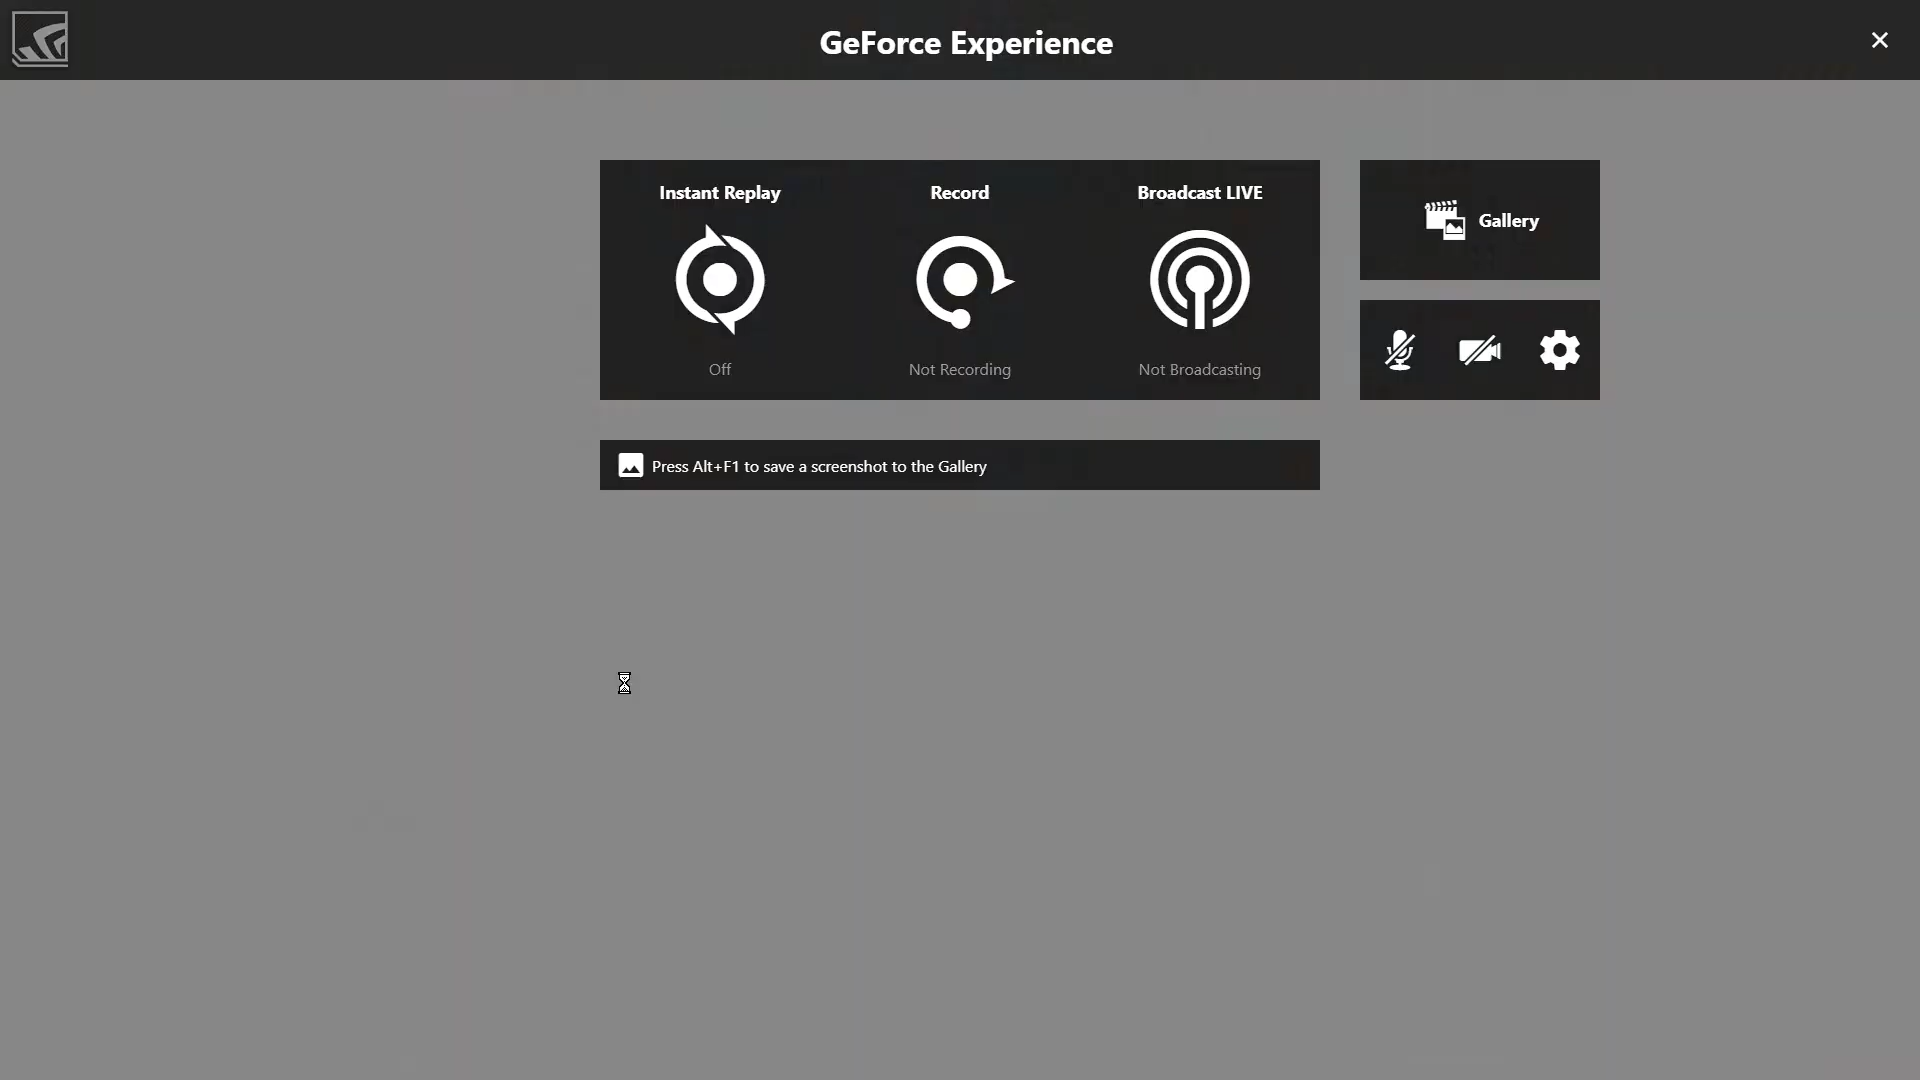 GeForce Experience
Instant Replay
Record
Broadcast LIVE
Off
Not Recording
Not Broadcasting
Gallery
Press Alt+F1 to save a screenshot to the Gallery